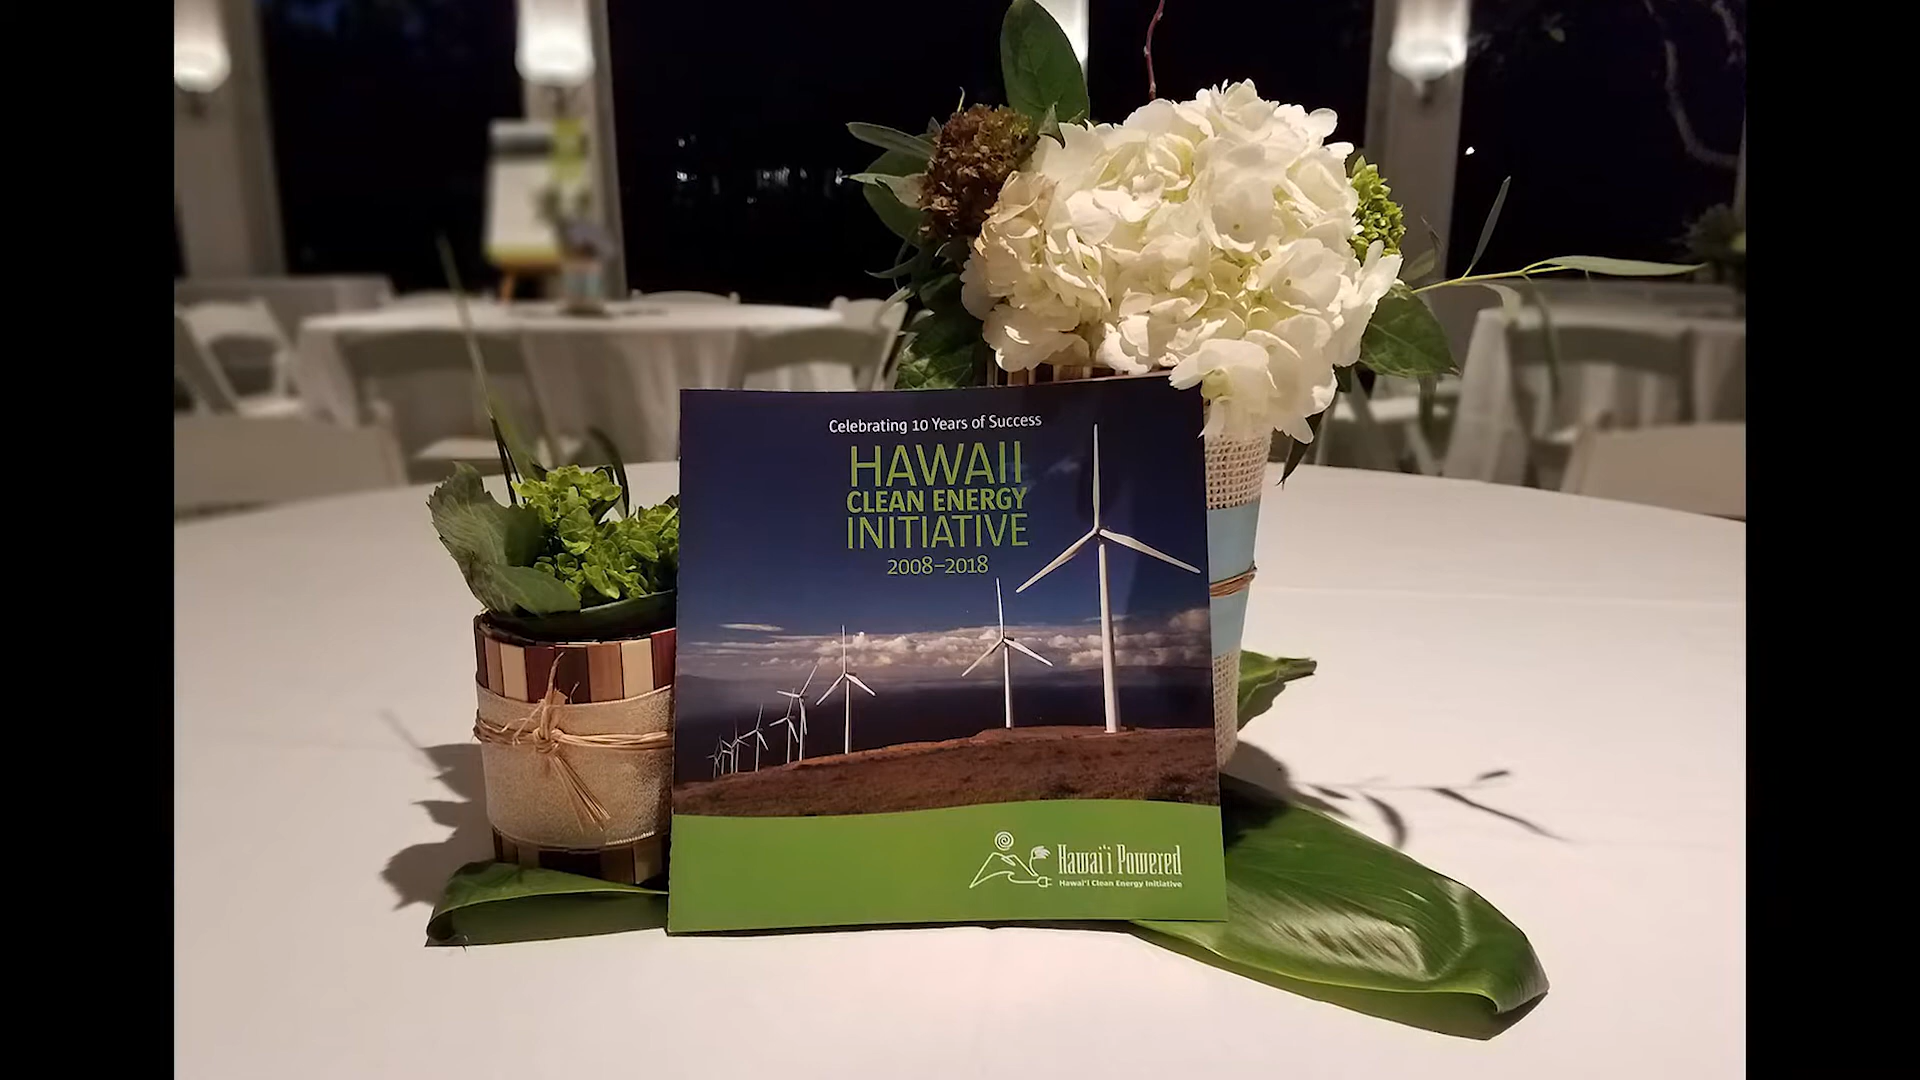 Celebrating 10 Years of Success
HAWAII
CLEAN ENERGY
INITIATIVE
2008–2018
Hawai‘i Powered
Hawai‘i Clean Energy Initiative